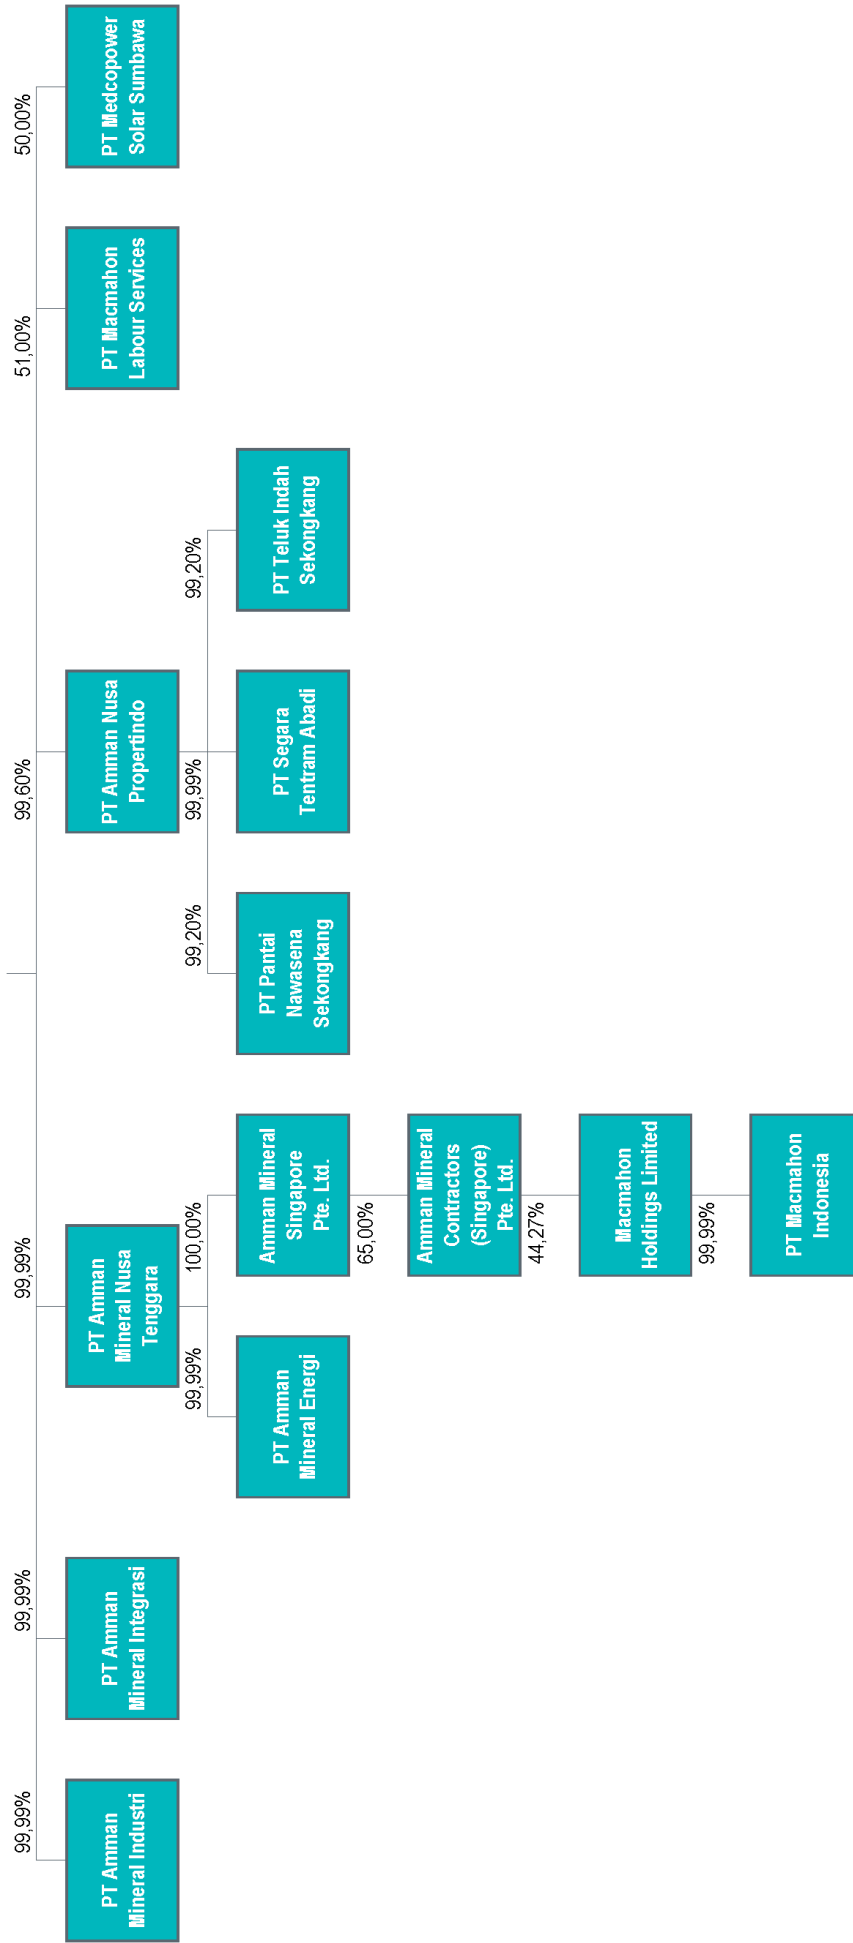 99,99%
99,99%
99,99%
99,60%
51,00%
50,00%
PT Amman
Mineral Industri
PT Amman
Mineral Integrasi
PT Amman
Mineral Nusa
Tenggara
PT Amman Nusa
Propertindo
PT Macmahon
Labour Services
PT Medcopower
Solar Sumbawa
99,99%
100,00%
99,20%
99,99%
99,20%
PT Amman
Mineral Energi
Amman Mineral
Singapore
Pte. Ltd.
PT Pantai
Nawasena
Sekongkang
PT Segara
Tentram Abadi
PT Teluk Indah
Sekongkang
65,00%
Amman Mineral
Contractors
(Singapore)
Pte. Ltd.
44,27%
Macmahon
Holdings Limited
99,99%
PT Macmahon
Indonesia